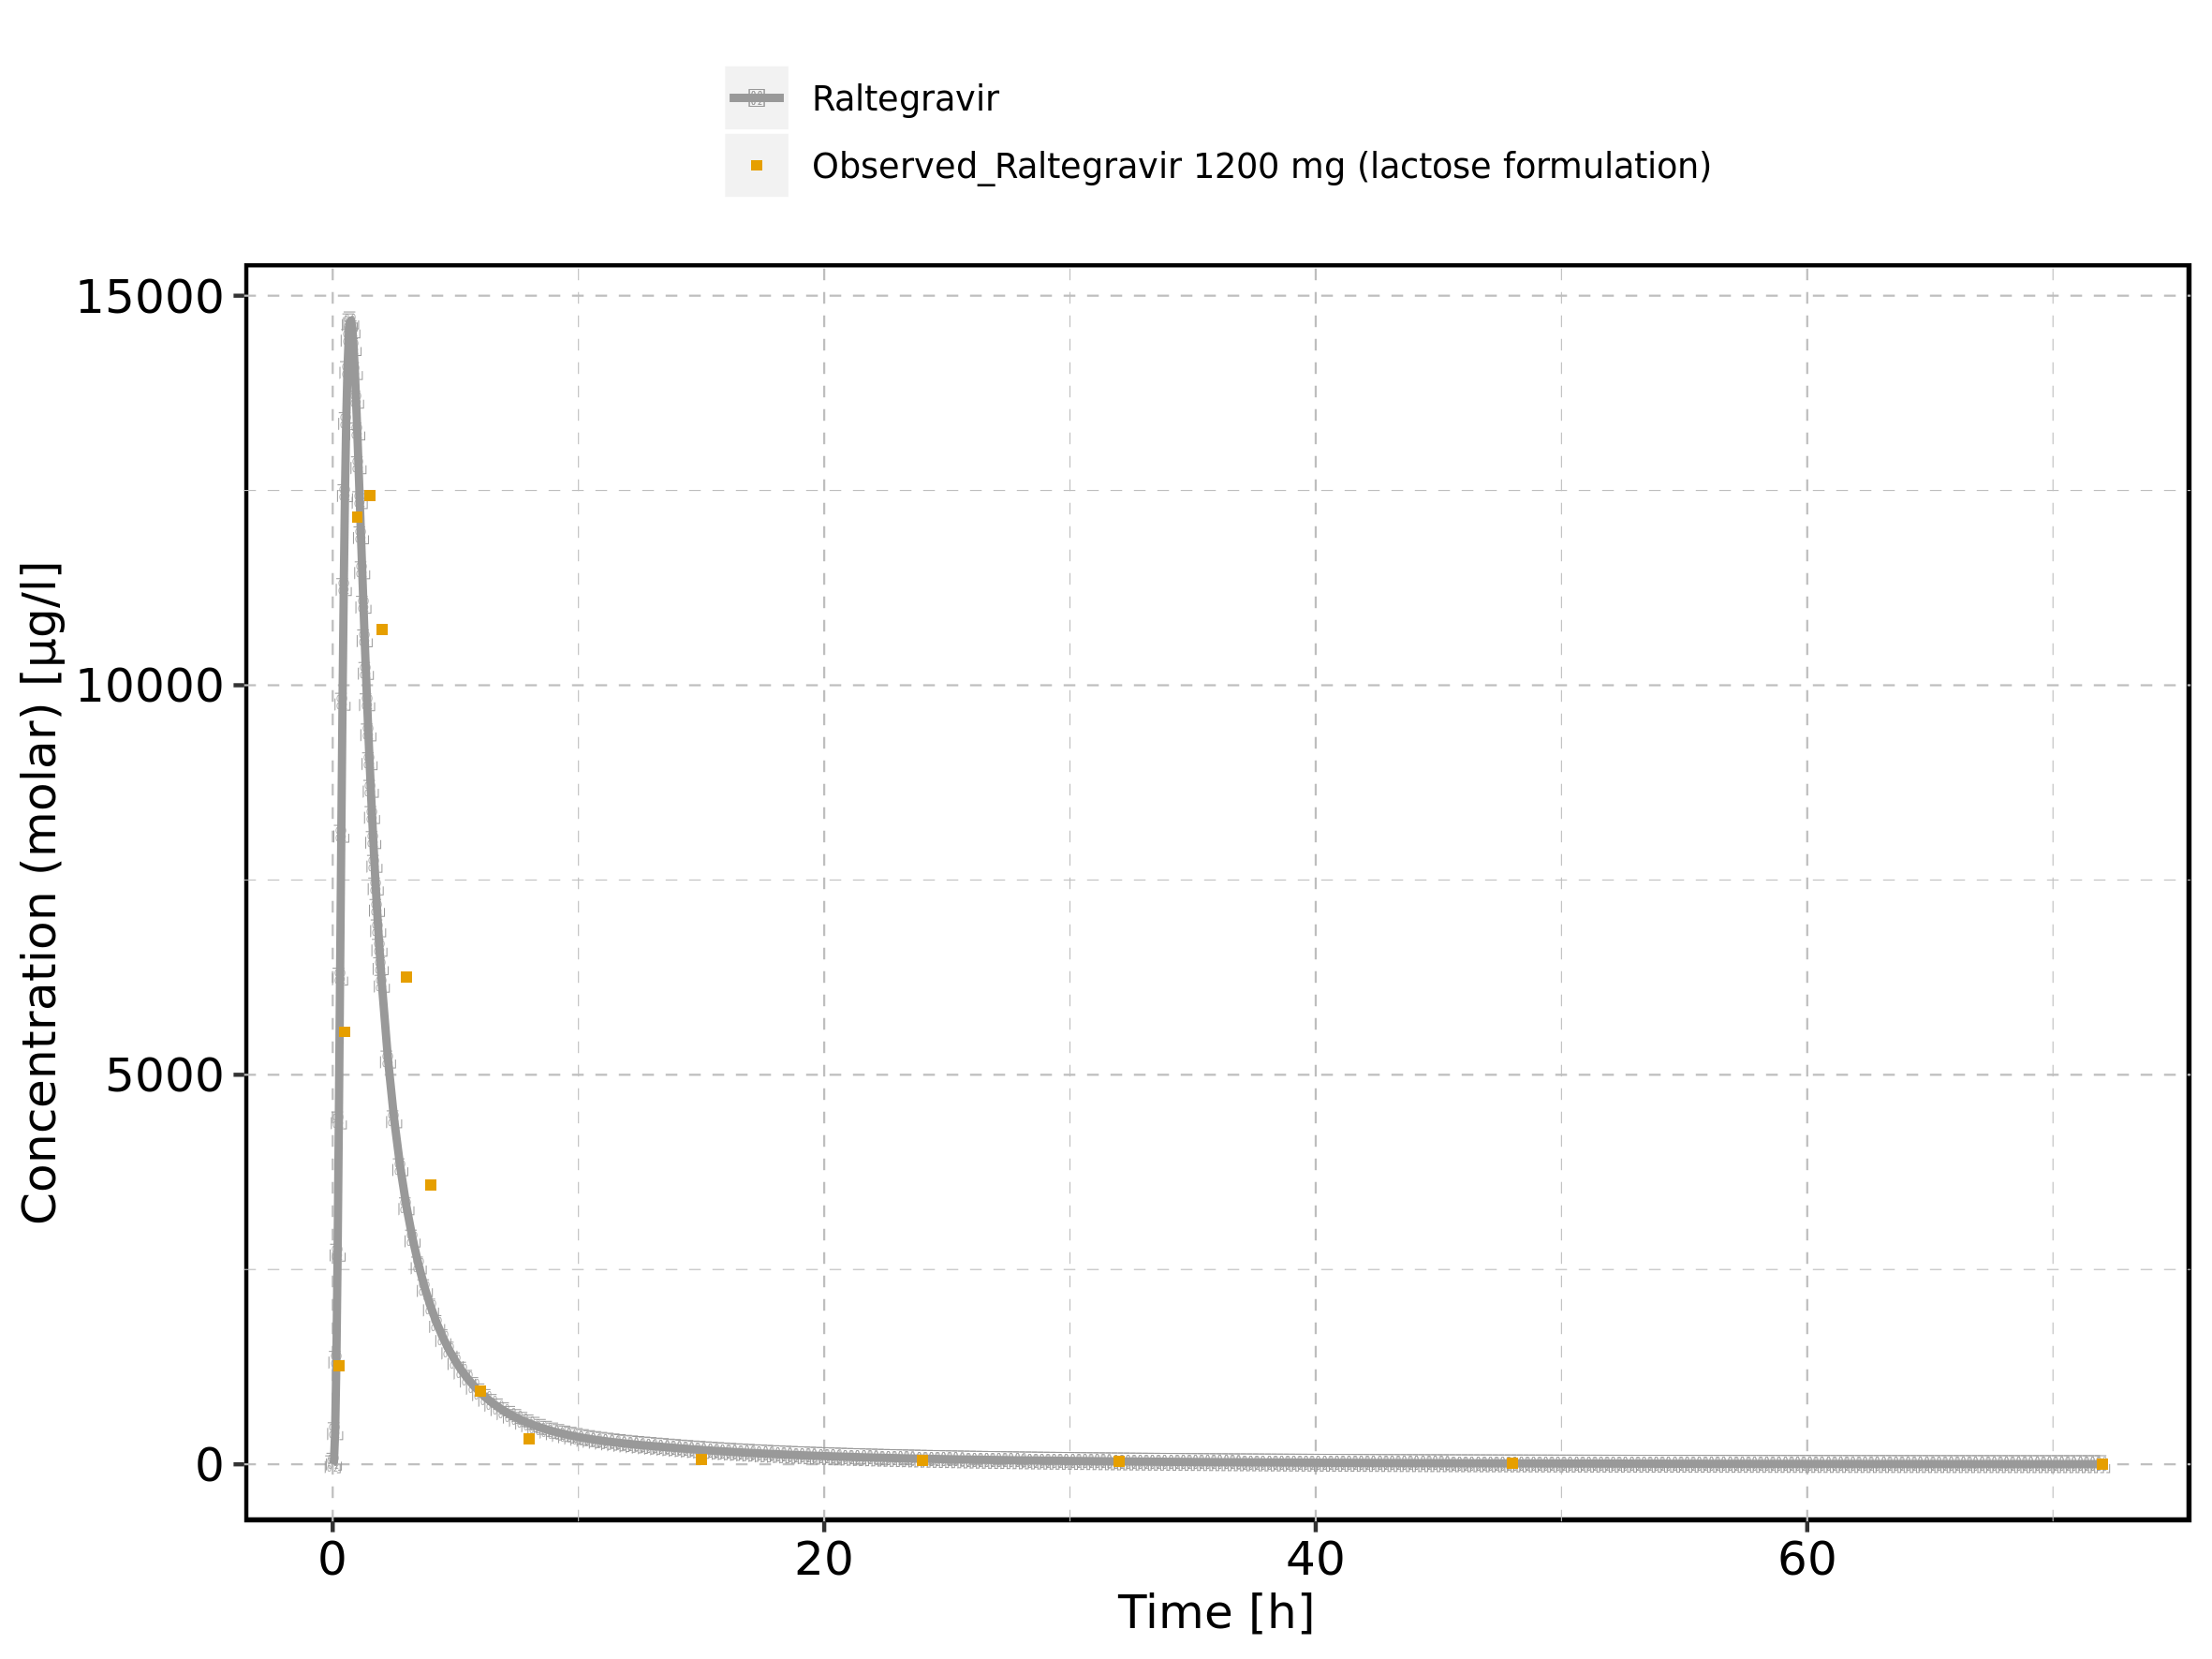 Raltegravir
Observed_Raltegravir 1200 mg (lactose formulation)
15000
10000
5000
0
Concentration (molar) [µg/l]
0 20 40 60
Time [h]